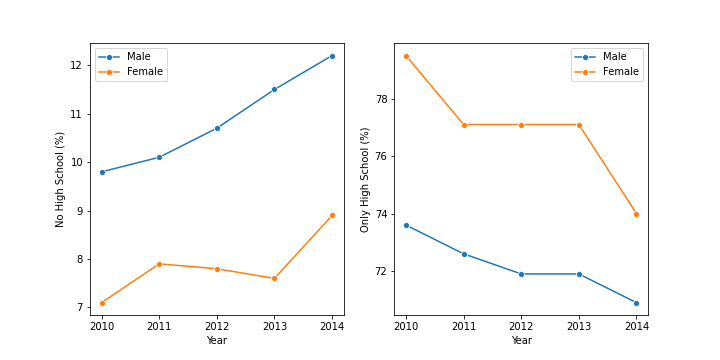 Male
Female
12
11
10
9
8
7
No High School (%)
2010 2011 2012 2013 2014
Year
Male
Female
78
76
74
72
Only High School (%)
2010 2011 2012 2013 2014
Year